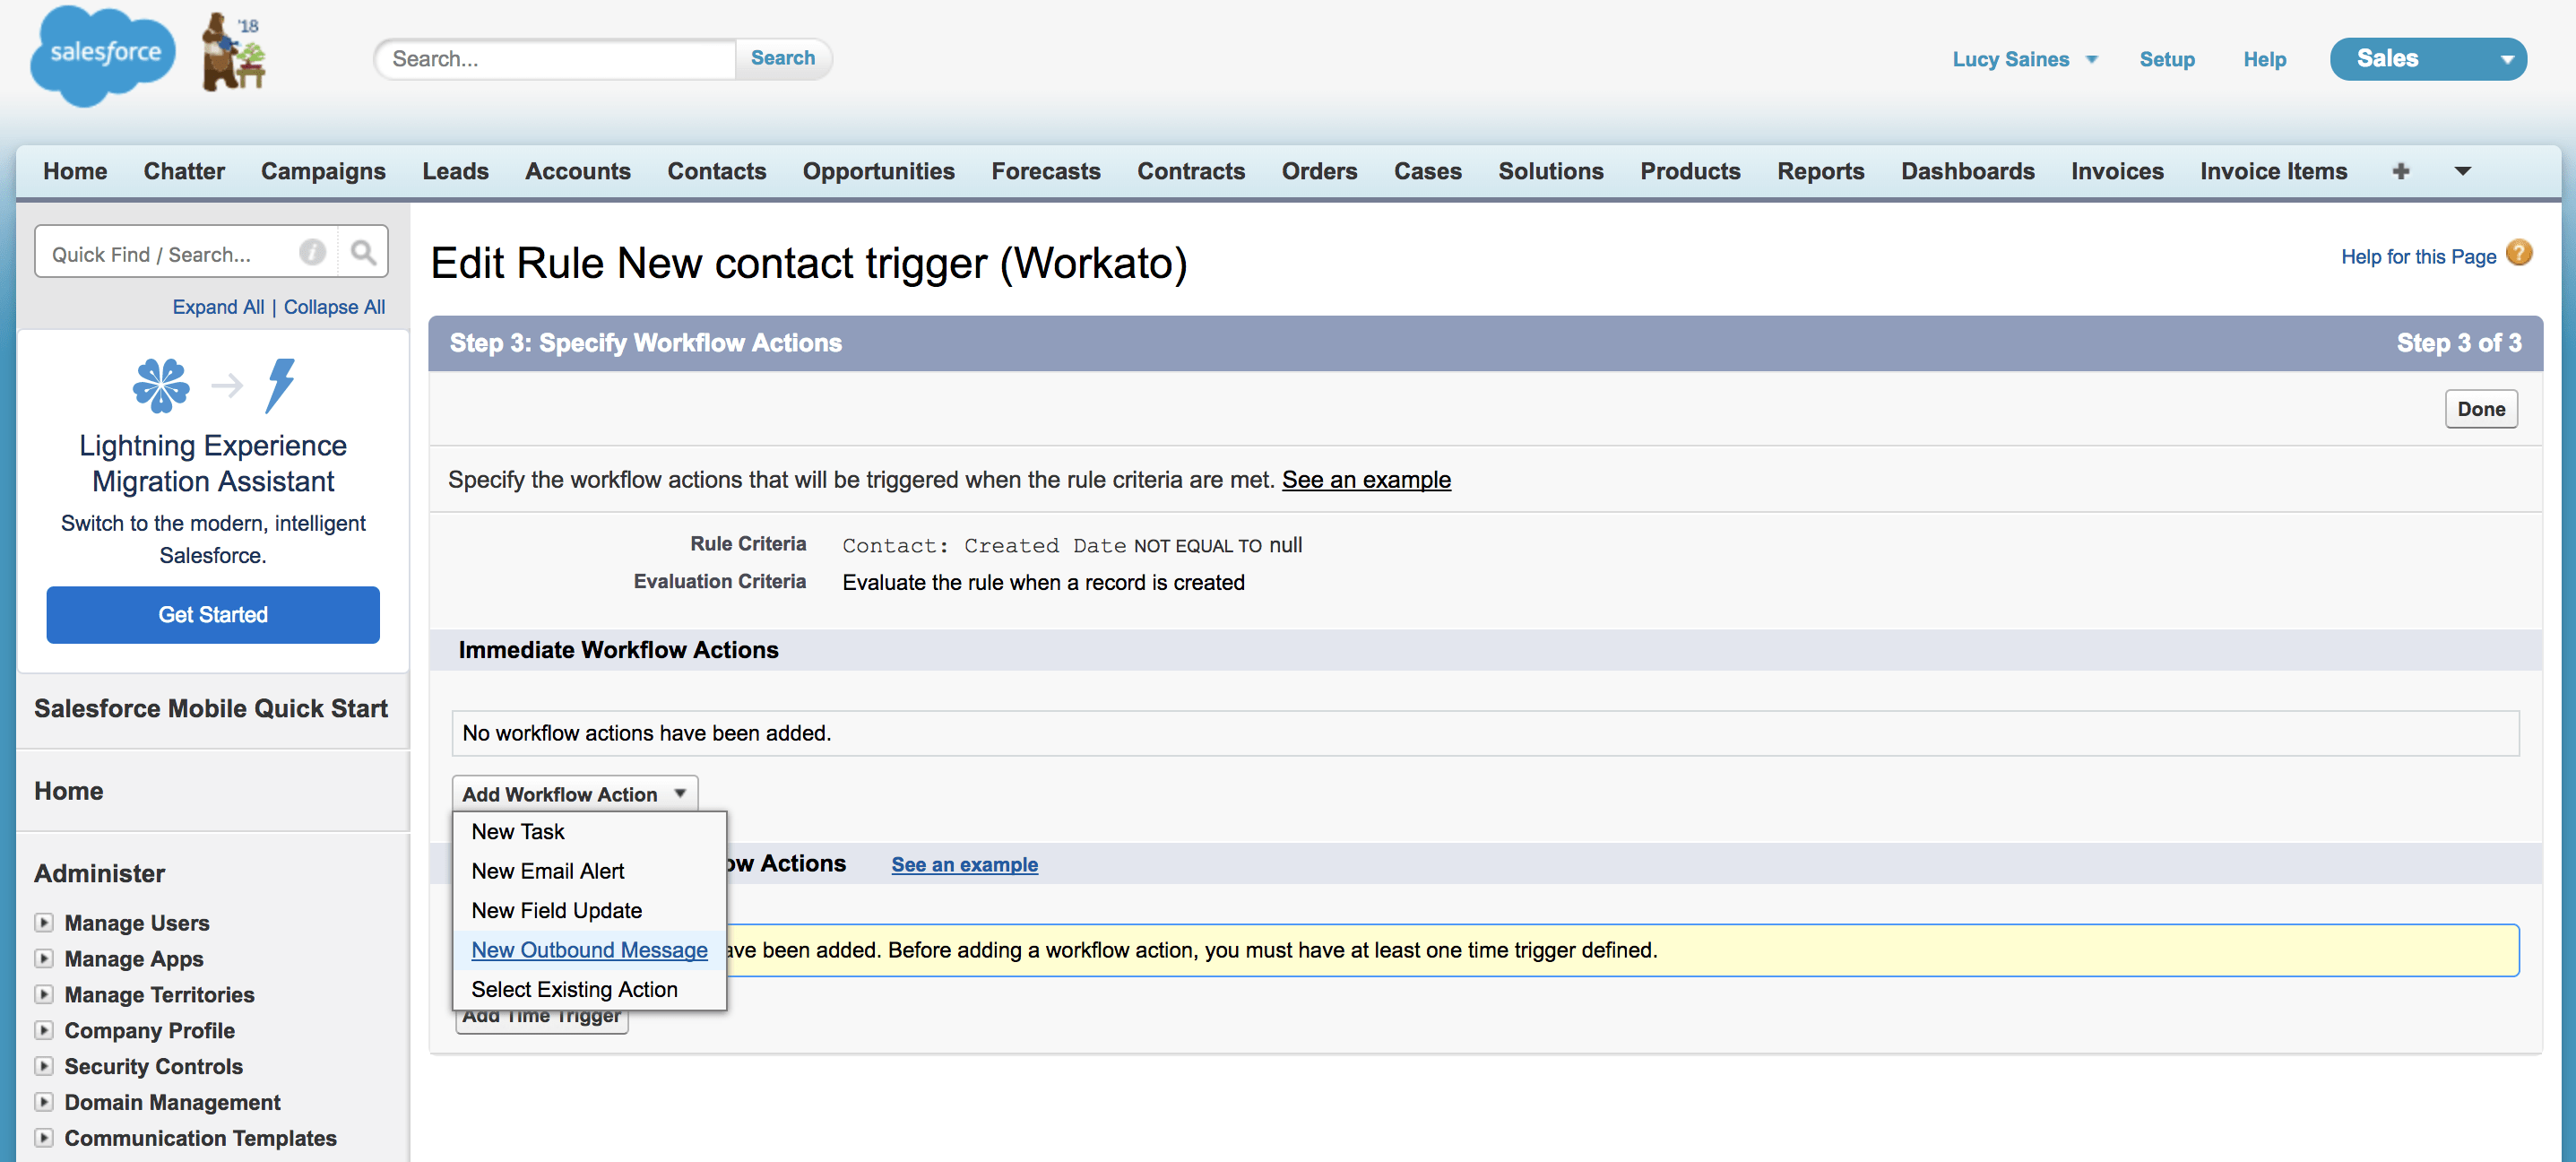 salesforce
'18
Search...
Search
Lucy Saines
Setup
Help
Sales
Home Chatter Campaigns Leads Accounts Contacts Opportunities Forecasts Contracts Orders Cases Solutions Products Reports Dashboards Invoices Invoice Items
Quick Find / Search...
Expand All | Collapse All
Lightning Experience
Migration Assistant
Switch to the modern, intelligent
Salesforce.
Get Started
Salesforce Mobile Quick Start
Home
Administer
Manage Users
Manage Apps
Manage Territories
Company Profile
Security Controls
Domain Management
Communication Templates
Edit Rule New contact trigger (Workato)
Help for this Page
Step 3: Specify Workflow Actions
Step 3 of 3
Done
Specify the workflow actions that will be triggered when the rule criteria are met. See an example
Rule Criteria Contact: Created Date NOT EQUAL TO null
Evaluation Criteria Evaluate the rule when a record is created
Immediate Workflow Actions
No workflow actions have been added.
Add Workflow Action
New Task
New Email Alert
New Field Update
New Outbound Message
Select Existing Action
ow Actions See an example
ave been added. Before adding a workflow action, you must have at least one time trigger defined.
Add Time Trigger